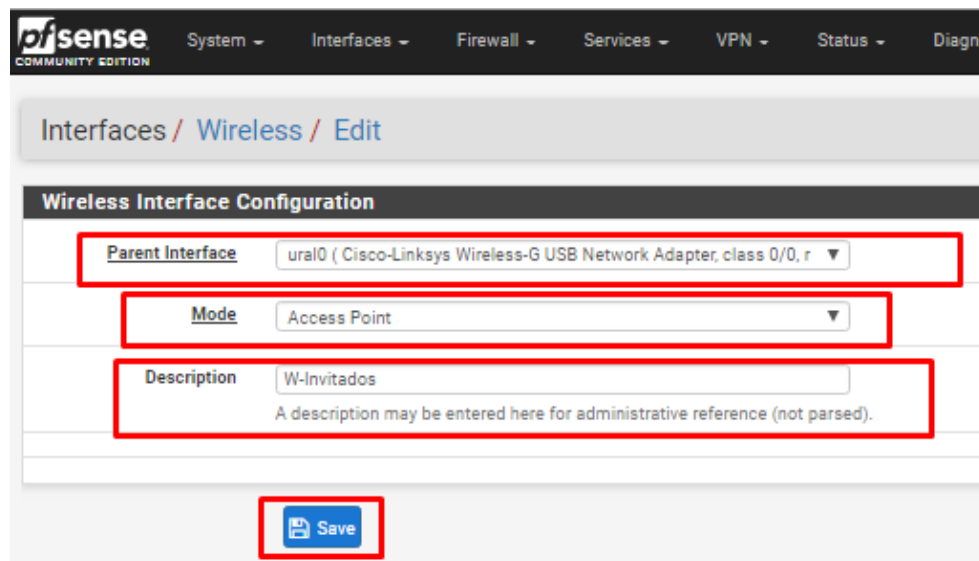 pfsense System Interfaces Firewall Services VPN Status Diagn
COMMUNITY EDITION
Interfaces / Wireless / Edit
Wireless Interface Configuration
Parent Interface ural0 ( Cisco-Linksys Wireless-G USB Network Adapter, class 0/0, r
Mode Access Point
Description W-Invitados
A description may be entered here for administrative reference (not parsed).
Save